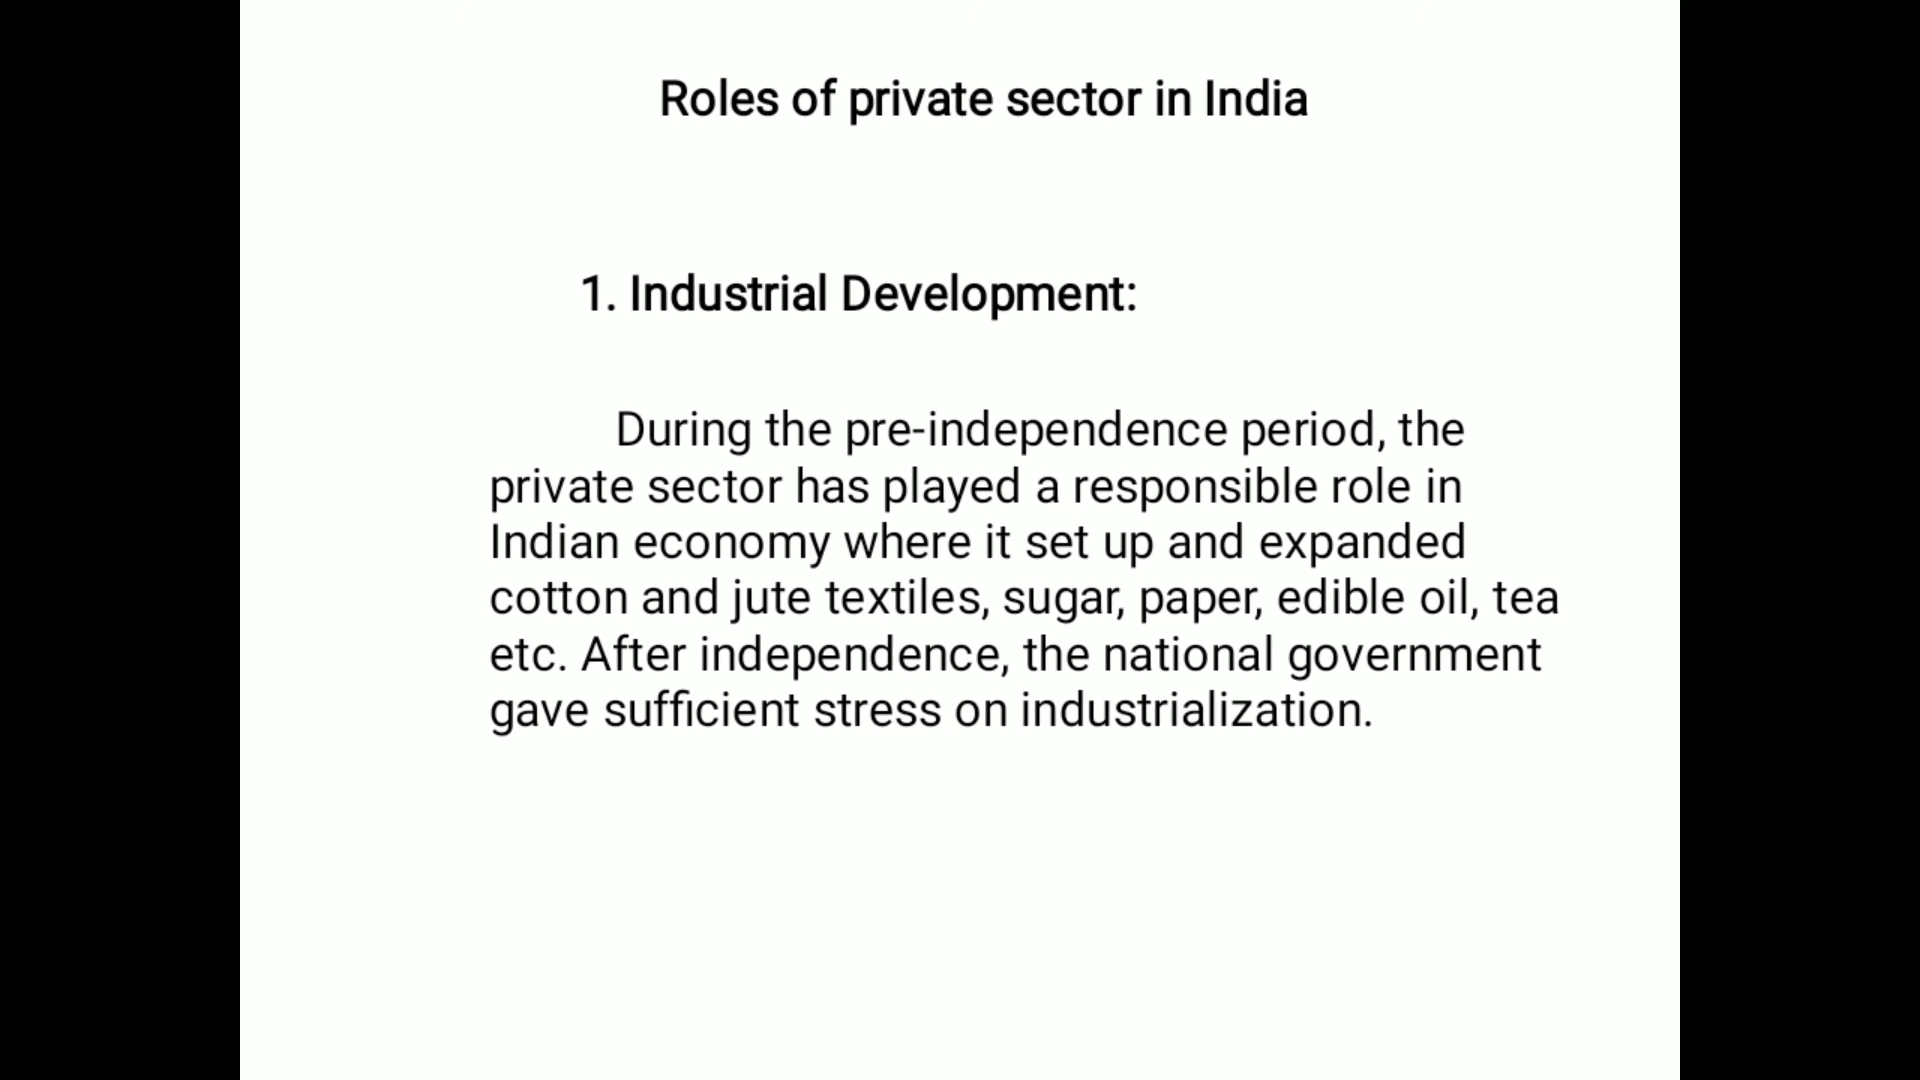 Roles of private sector in India
1. Industrial Development:
During the pre-independence period, the
private sector has played a responsible role in
Indian economy where it set up and expanded
cotton and jute textiles, sugar, paper, edible oil, tea
etc. After independence, the national government
gave sufficient stress on industrialization.